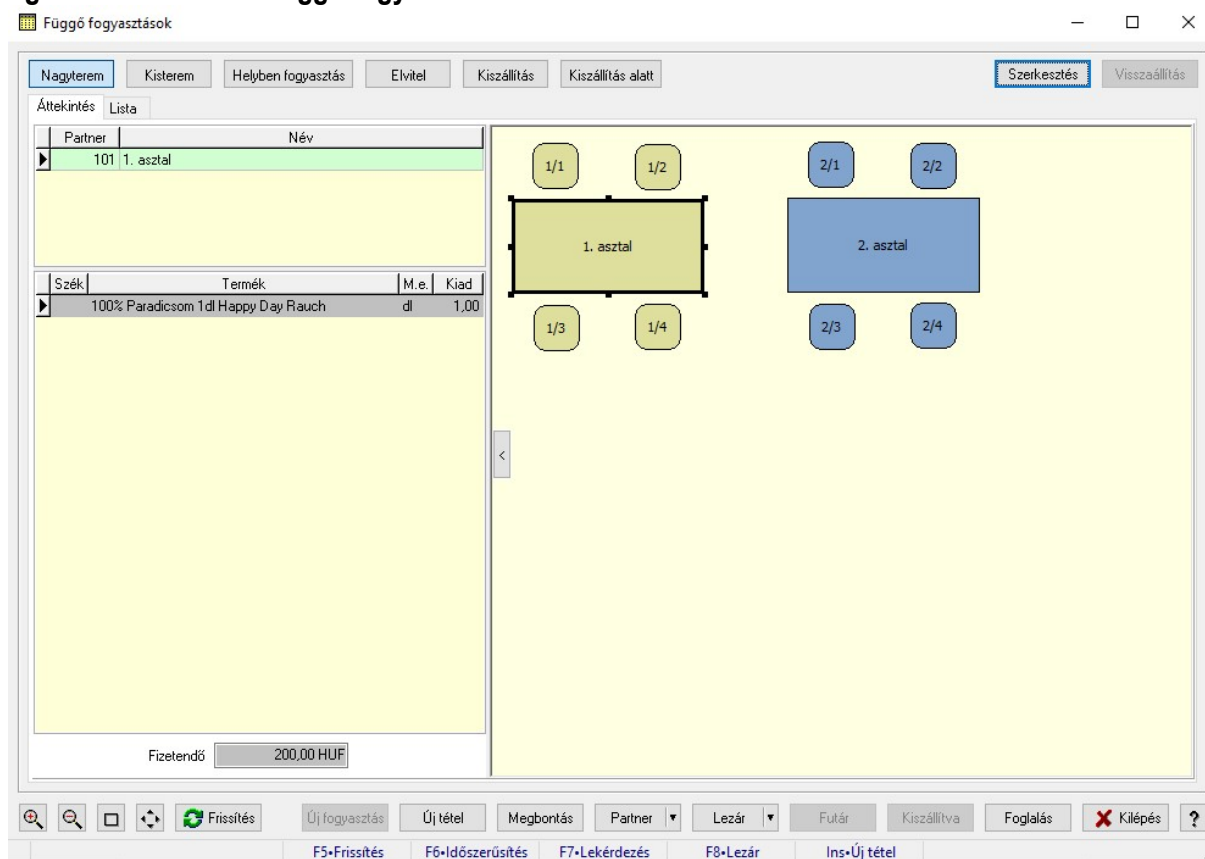 Függő fogyasztások
Nagyterem Kisterem Helyben fogyasztás Elvitel Kiszállítás Kiszállítás alatt Szerkesztés Visszaállítás
Áttekintés Lista
Partner Név
101 1. asztal
Szék Termék M.e. Kiad
100% Paradicsom 1dl Happy Day Rauch dl 1,00
Fizetendő 200,00 HUF
1/1 1/2 2/1 2/2
1. asztal 2. asztal
1/3 1/4 2/3 2/4
<
Frissítés Új fogyasztás Új tétel Megbontás Partner Lezár Futár Kiszállítva Foglalás Kilépés ?
F5•Frissítés F6•Időszerűsítés F7•Lekérdezés F8•Lezár Ins•Új tétel